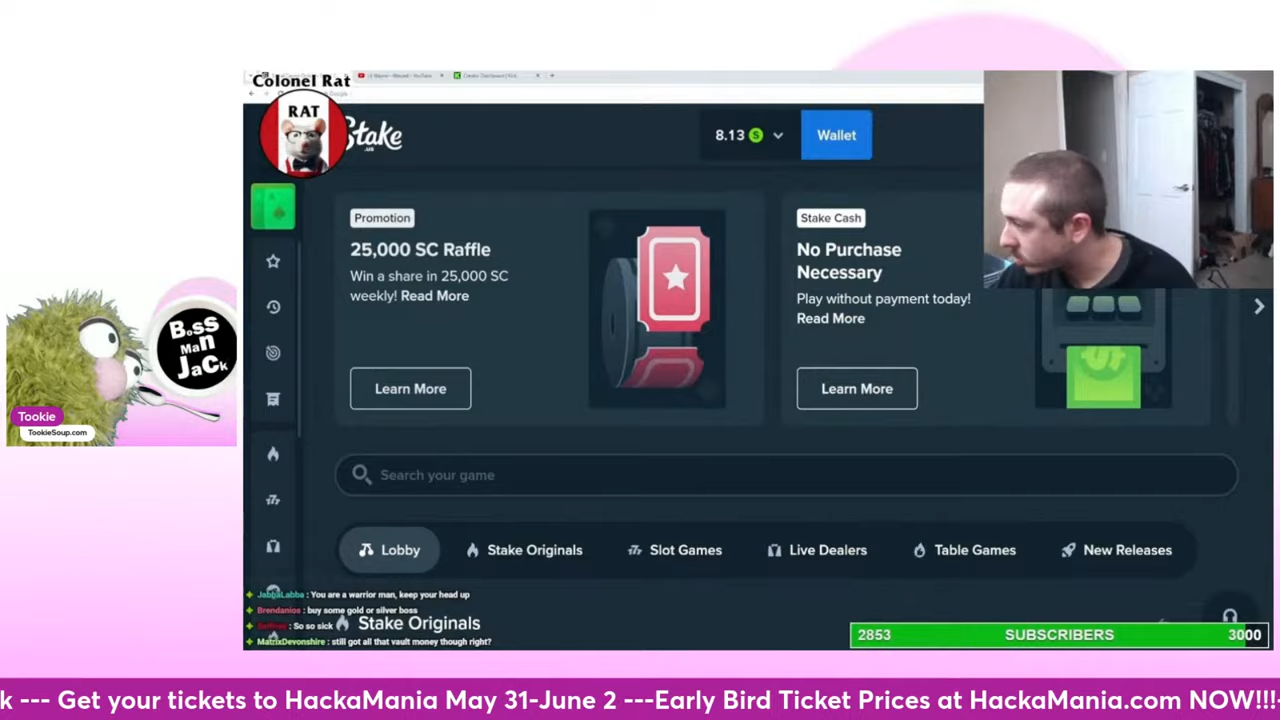 Colonel Rat
RAT
Stake
.US
8.13 S
Wallet
Promotion
25,000 SC Raffle
Win a share in 25,000 SC
weekly! Read More
Learn More
Stake Cash
No Purchase
Necessary
Play without payment today!
Read More
Learn More
Boss
Man
Jack
Tookie
TookieSoup.com
Search your game
Lobby
Stake Originals
Slot Games
Live Dealers
Table Games
New Releases
JabbaLabba : You are a warrior man, keep your head up
Brendanios : buy some gold or silver boss
: So so sick
MatrixDevonshire : still got all that vault money though right?
Stake Originals
2853 SUBSCRIBERS 3000
k --- Get your tickets to HackaMania May 31-June 2 ---Early Bird Ticket Prices at HackaMania.com NOW!!!-